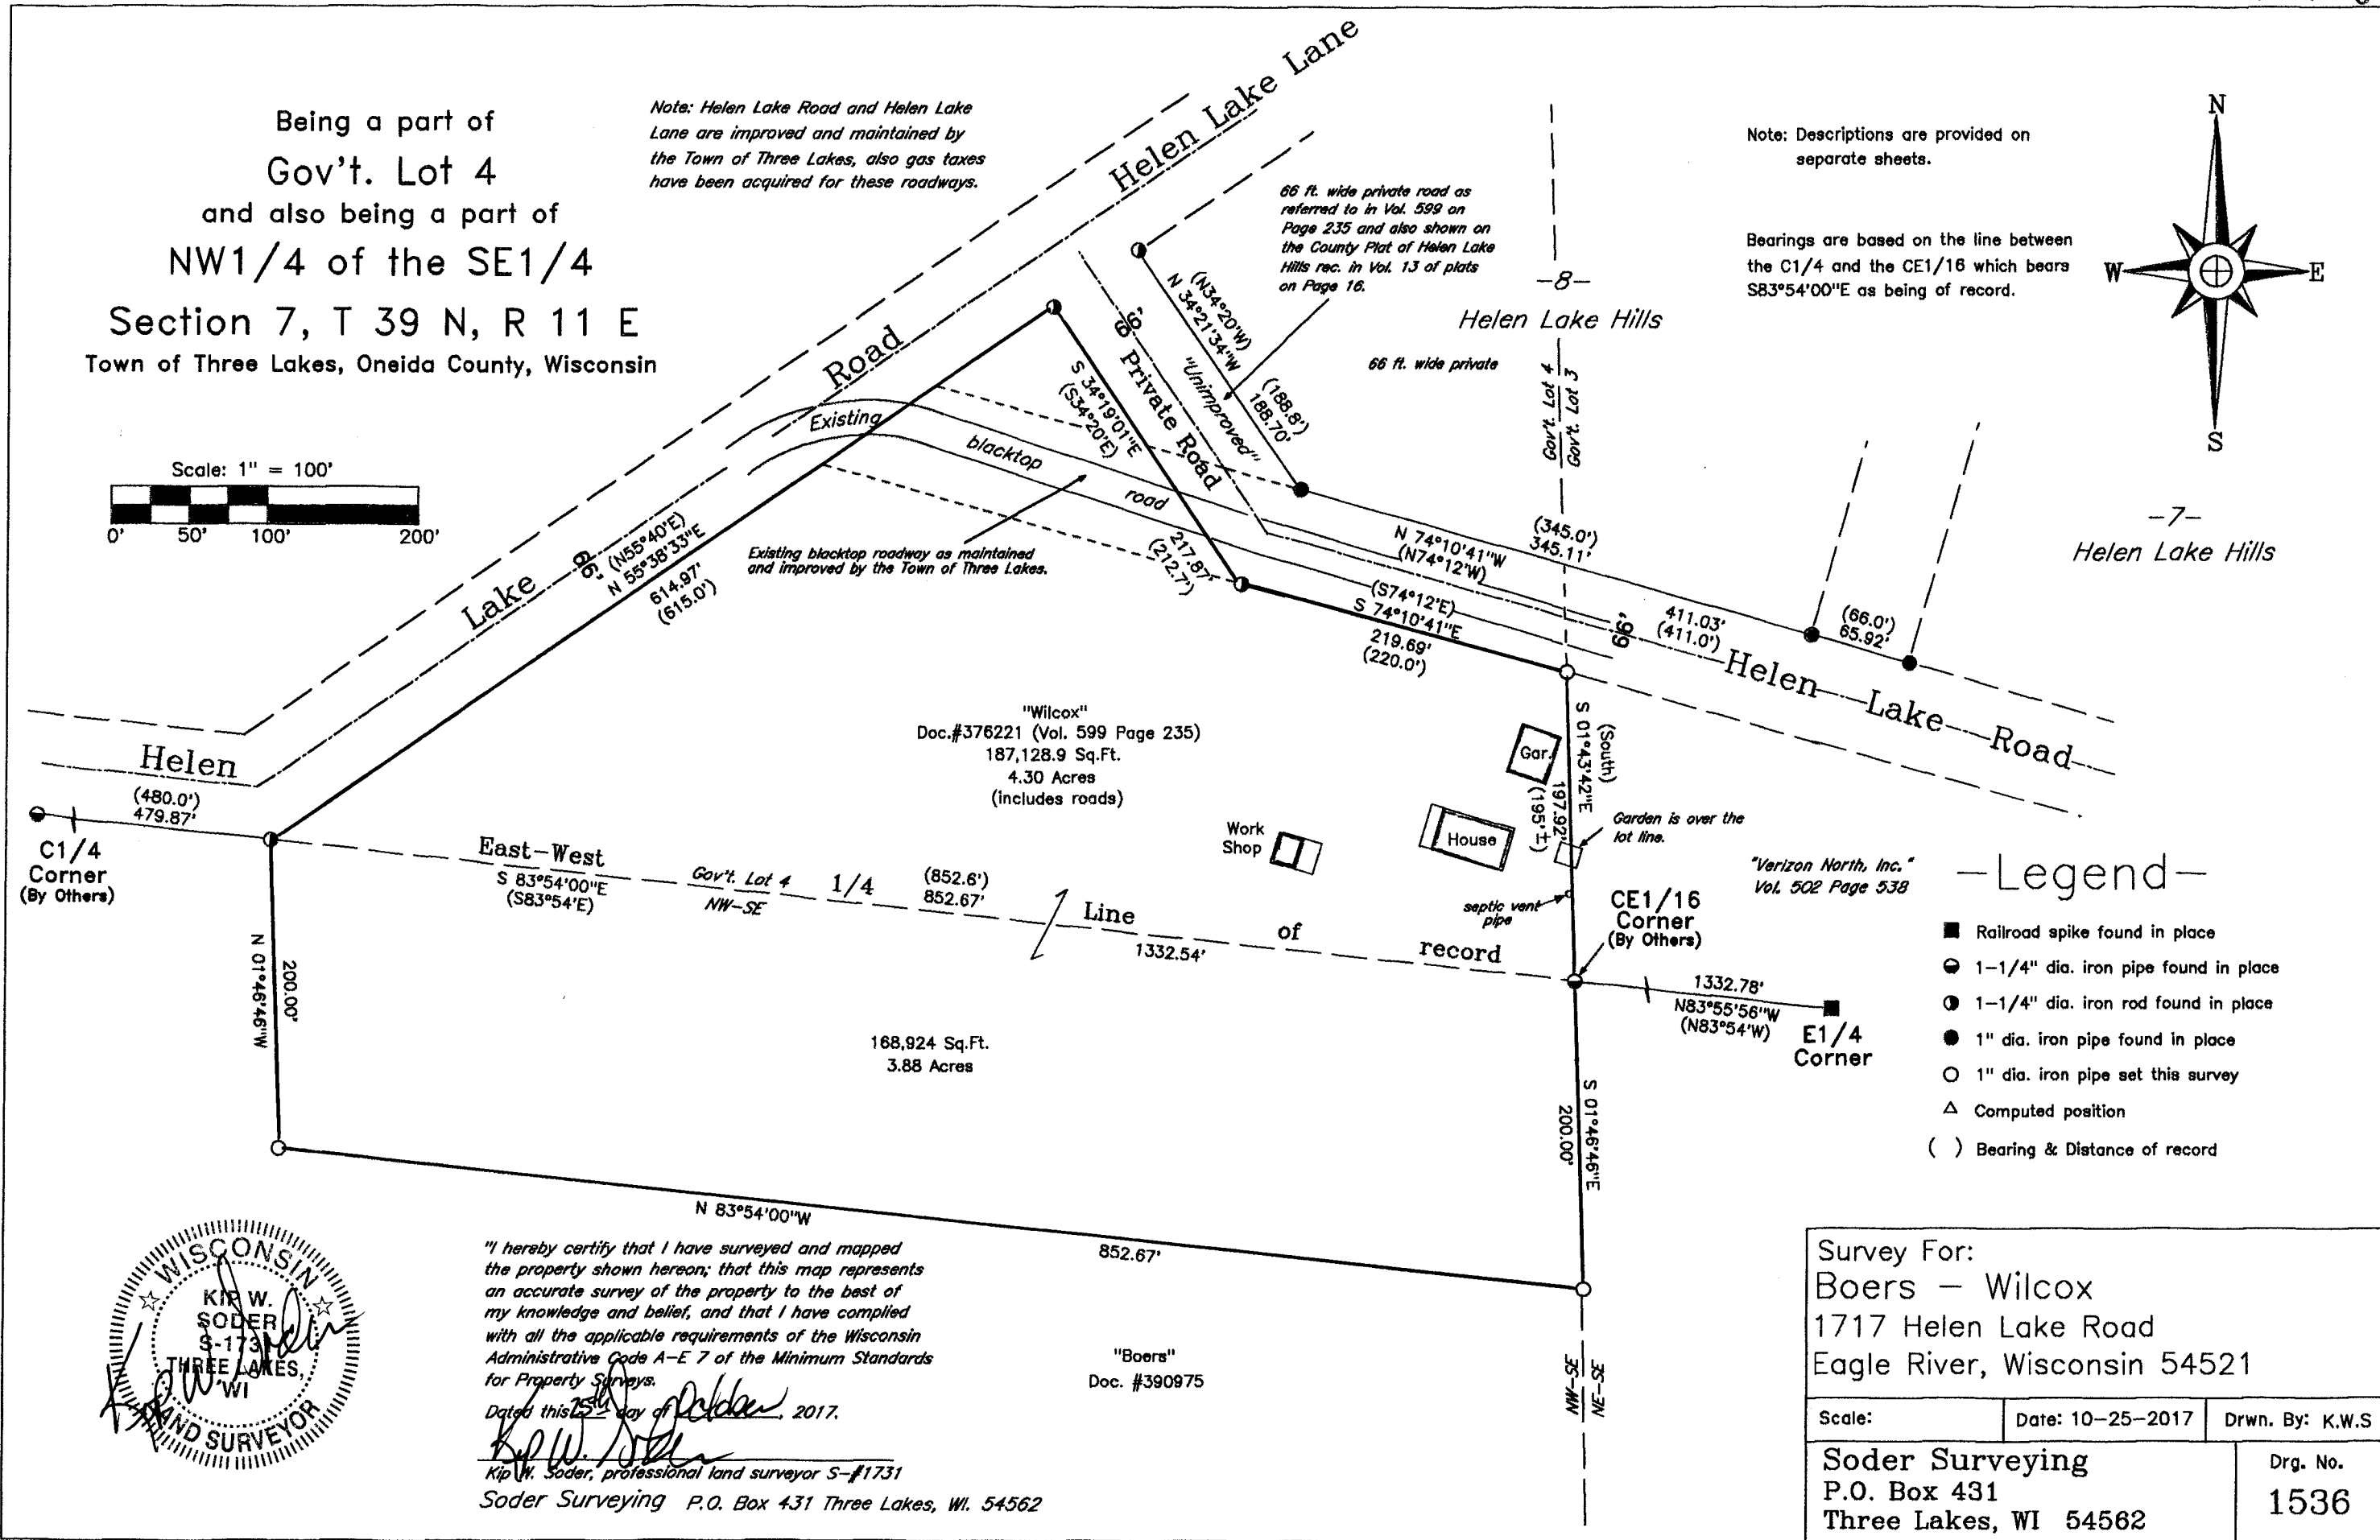 Being a part of
Gov't. Lot 4
and also being a part of
NW1/4 of the SE1/4
Section 7, T 39 N, R 11 E
Town of Three Lakes, Oneida County, Wisconsin
Note: Helen Lake Road and Helen Lake
Lane are improved and maintained by
the Town of Three Lakes, also gas taxes
have been acquired for these roadways.
Helen Lake Lane
66 ft. wide private road as
referred to in Vol. 599 on
Page 235 and also shown on
the County Plat of Helen Lake
Hills rec. in Vol. 13 of plats
on Page 16.
-8-
Helen Lake Hills
66 ft. wide private
Note: Descriptions are provided on
separate sheets.
Bearings are based on the line between
the C1/4 and the CE1/16 which bears
S83°54'00"E as being of record.
N
W
E
S
Scale: 1" = 100'
0' 50' 100' 200'
Road
Lake
Helen
66'
(N55°40'E)
N 55°38'33"E
614.97'
(615.0')
Existing
blacktop
road
Existing blacktop roadway as maintained
and improved by the Town of Three Lakes.
S 34°19'01"E
(S34°20'E)
217.87'
(212.7')
66' Private Road
"Unimproved"
(N34°20'W)
N 34°21'34"W
(188.8')
188.70'
Gov't. Lot 4
Gov't. Lot 3
(345.0')
345.11'
N 74°10'41"W
(N74°12'W)
(S74°12'E)
S 74°10'41"E
219.69'
(220.0')
66'
411.03'
(411.0')
(66.0')
65.92'
Helen Lake Road
-7-
Helen Lake Hills
"Wilcox"
Doc.#376221 (Vol. 599 Page 235)
187,128.9 Sq.Ft.
4.30 Acres
(includes roads)
Gar.
House
Work
Shop
S 01°43'42"E
(South)
197.92'
(195'±)
Garden is over the
lot line.
septic vent
pipe
"Verizon North, Inc."
Vol. 502 Page 538
CE1/16
Corner
(By Others)
(480.0')
479.87'
C1/4
Corner
(By Others)
East-West 1/4 Line of record
S 83°54'00"E
(S83°54'E)
Gov't. Lot 4
NW-SE
(852.6')
852.67'
1332.54'
1332.78'
N83°55'56"W
(N83°54'W)
E1/4
Corner
N 01°46'46"W
200.00'
168,924 Sq.Ft.
3.88 Acres
S 01°46'46"E
200.00'
N 83°54'00"W
852.67'
NW-SE
NE-SE
"Boers"
Doc. #390975
-Legend-
Railroad spike found in place
1-1/4" dia. iron pipe found in place
1-1/4" dia. iron rod found in place
1" dia. iron pipe found in place
1" dia. iron pipe set this survey
Computed position
( ) Bearing & Distance of record
WISCONSIN
KIP W.
SODER
S-1731
THREE LAKES,
WI
LAND SURVEYOR
"I hereby certify that I have surveyed and mapped
the property shown hereon; that this map represents
an accurate survey of the property to the best of
my knowledge and belief, and that I have complied
with all the applicable requirements of the Wisconsin
Administrative Code A-E 7 of the Minimum Standards
for Property Surveys.
Dated this 25th day of October, 2017.
Kip W. Soder
Kip W. Soder, professional land surveyor S-#1731
Soder Surveying P.O. Box 431 Three Lakes, WI. 54562
Survey For:
Boers - Wilcox
1717 Helen Lake Road
Eagle River, Wisconsin 54521
Scale:
Date: 10-25-2017
Drwn. By: K.W.S
Soder Surveying
P.O. Box 431
Three Lakes, WI 54562
Drg. No.
1536